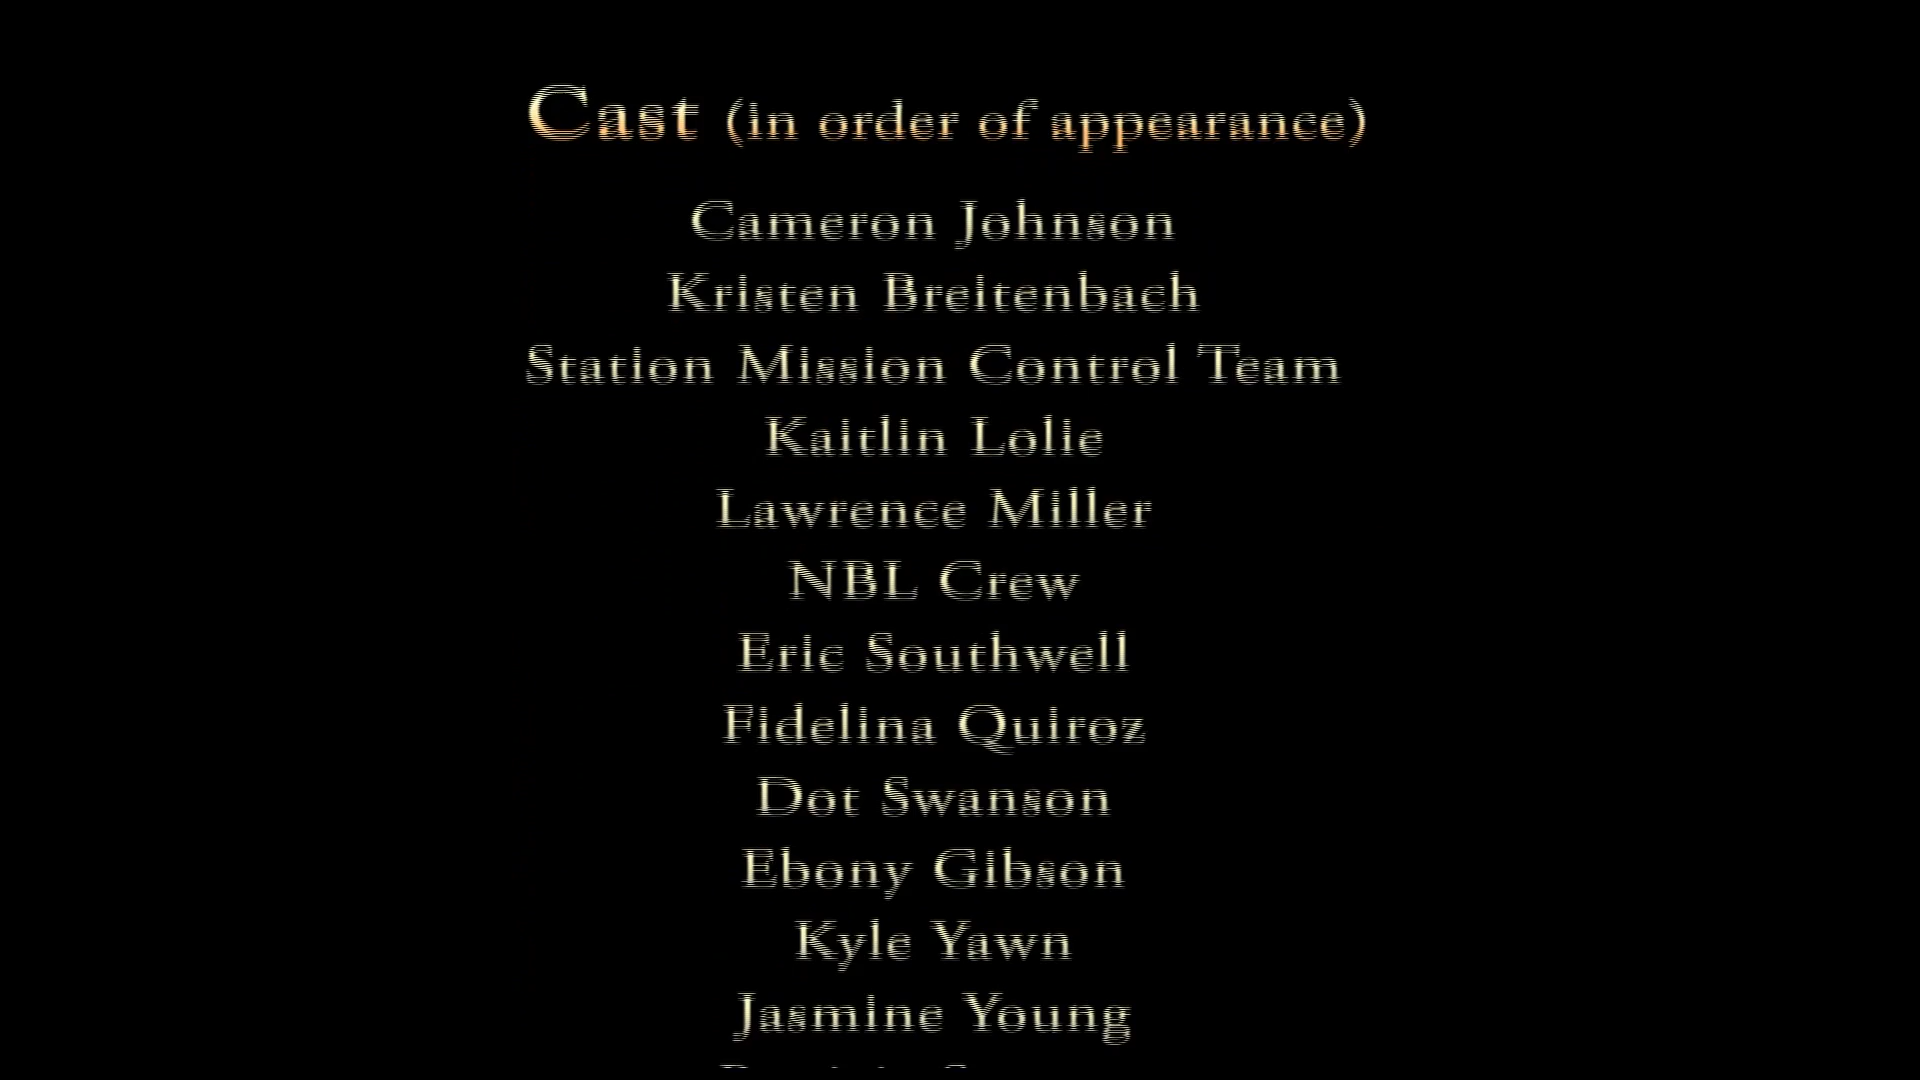 Cast (in order of appearance)
Cameron Johnson
Kristen Breitenbach
Station Mission Control Team
Kaitlin Lolie
Lawrence Miller
NBL Crew
Eric Southwell
Fidelina Quiroz
Dot Swanson
Ebony Gibson
Kyle Yawn
Jasmine Young